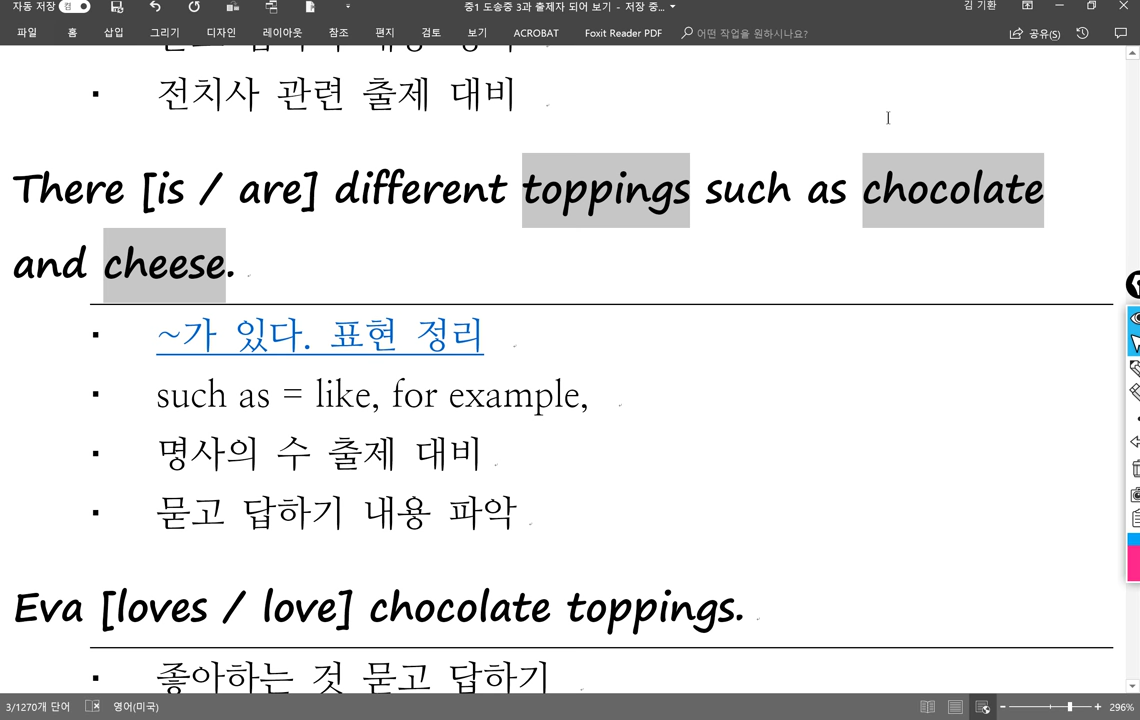 자동 저장 켬 중1 도송중 3과 출제자 되어 보기 - 저장 중... 김 기환
파일 홈 삽입 그리기 디자인 레이아웃 참조 편지 검토 보기 ACROBAT Foxit Reader PDF 어떤 작업을 원하시나요? 공유(S)
▪ 전치사 관련 출제 대비
There [is / are] different toppings such as chocolate
and cheese.
▪ ~가 있다. 표현 정리
▪ such as = like, for example,
▪ 명사의 수 출제 대비
▪ 묻고 답하기 내용 파악
Eva [loves / love] chocolate toppings.
▪ 좋아하는 것 묻고 답하기
3/1270개 단어 영어(미국) 296%